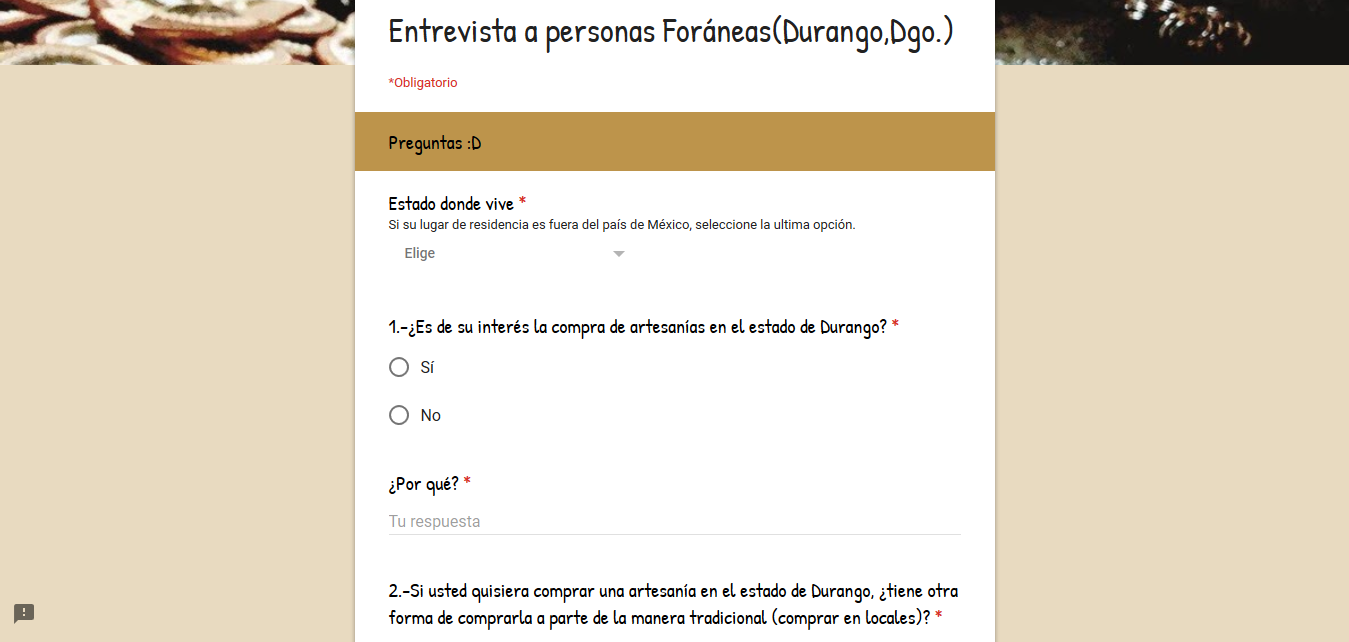 Entrevista a personas Foráneas(Durango,Dgo.)
*Obligatorio
Preguntas :D
Estado donde vive *
Si su lugar de residencia es fuera del país de México, seleccione la ultima opción.
Elige
1.-¿Es de su interés la compra de artesanías en el estado de Durango? *
Sí
No
¿Por qué? *
Tu respuesta
2.-Si usted quisiera comprar una artesanía en el estado de Durango, ¿tiene otra
forma de comprarla a parte de la manera tradicional (comprar en locales)? *